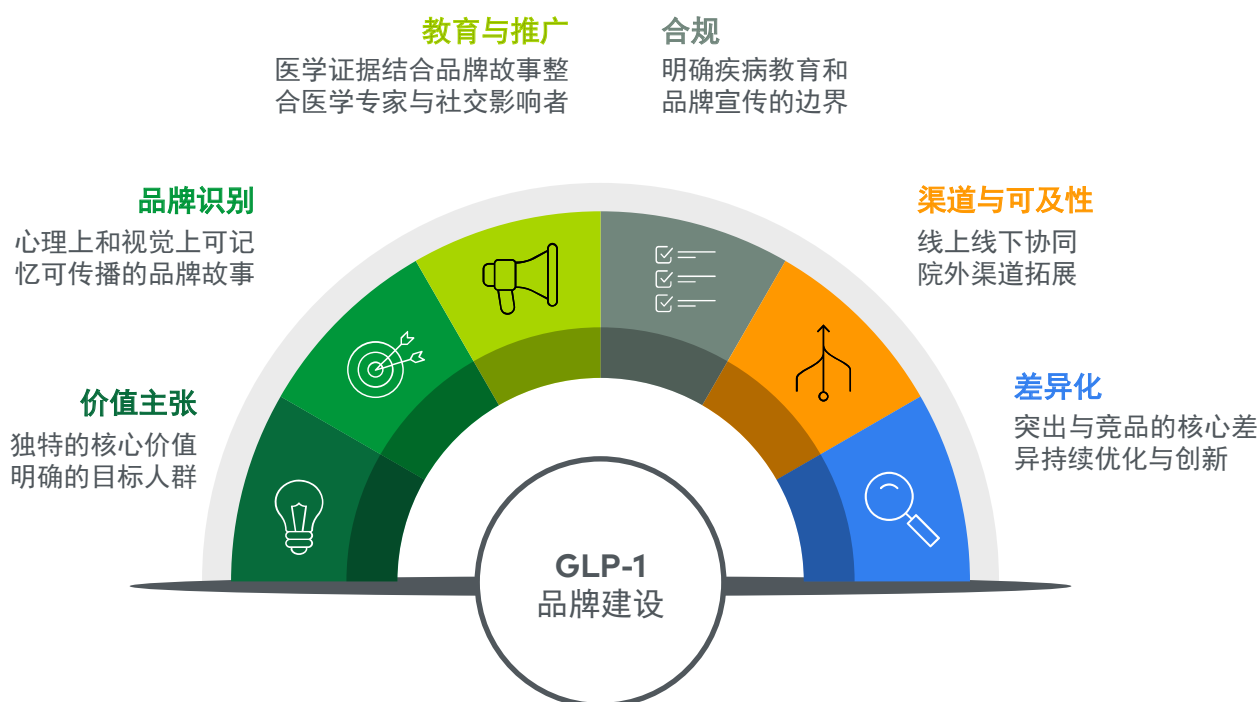 教育与推广
医学证据结合品牌故事整
合医学专家与社交影响者
合规
明确疾病教育和
品牌宣传的边界
品牌识别
心理上和视觉上可记
忆可传播的品牌故事
渠道与可及性
线上线下协同
院外渠道拓展
价值主张
独特的核心价值
明确的目标人群
差异化
突出与竞品的核心差
异持续优化与创新
GLP-1
品牌建设